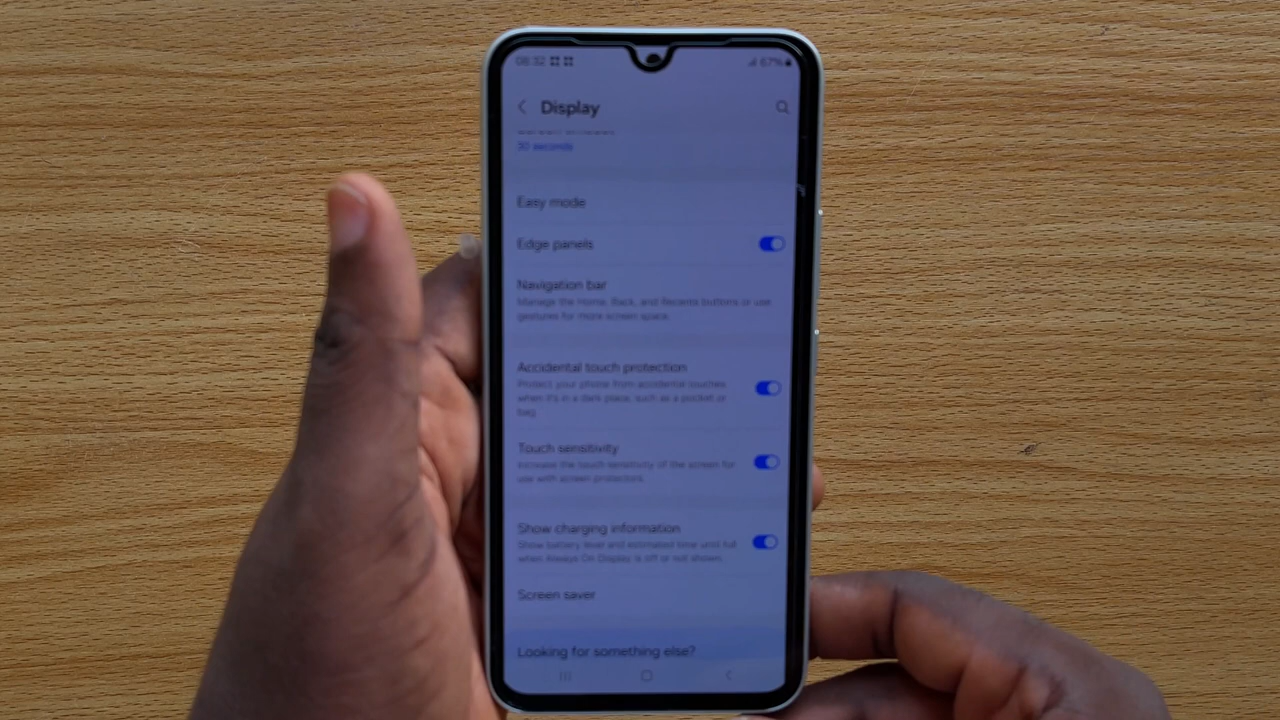 08:32
67%
Display
30 seconds
Easy mode
Edge panels
Navigation bar
Manage the Home, Back, and Recents buttons or use
gestures for more screen space.
Accidental touch protection
Protect your phone from accidental touches
when it's in a dark place, such as a pocket or
bag.
Touch sensitivity
Increase the touch sensitivity of the screen for
use with screen protectors.
Show charging information
Show battery level and estimated time until full
when Always On Display is off or not shown.
Screen saver
Looking for something else?